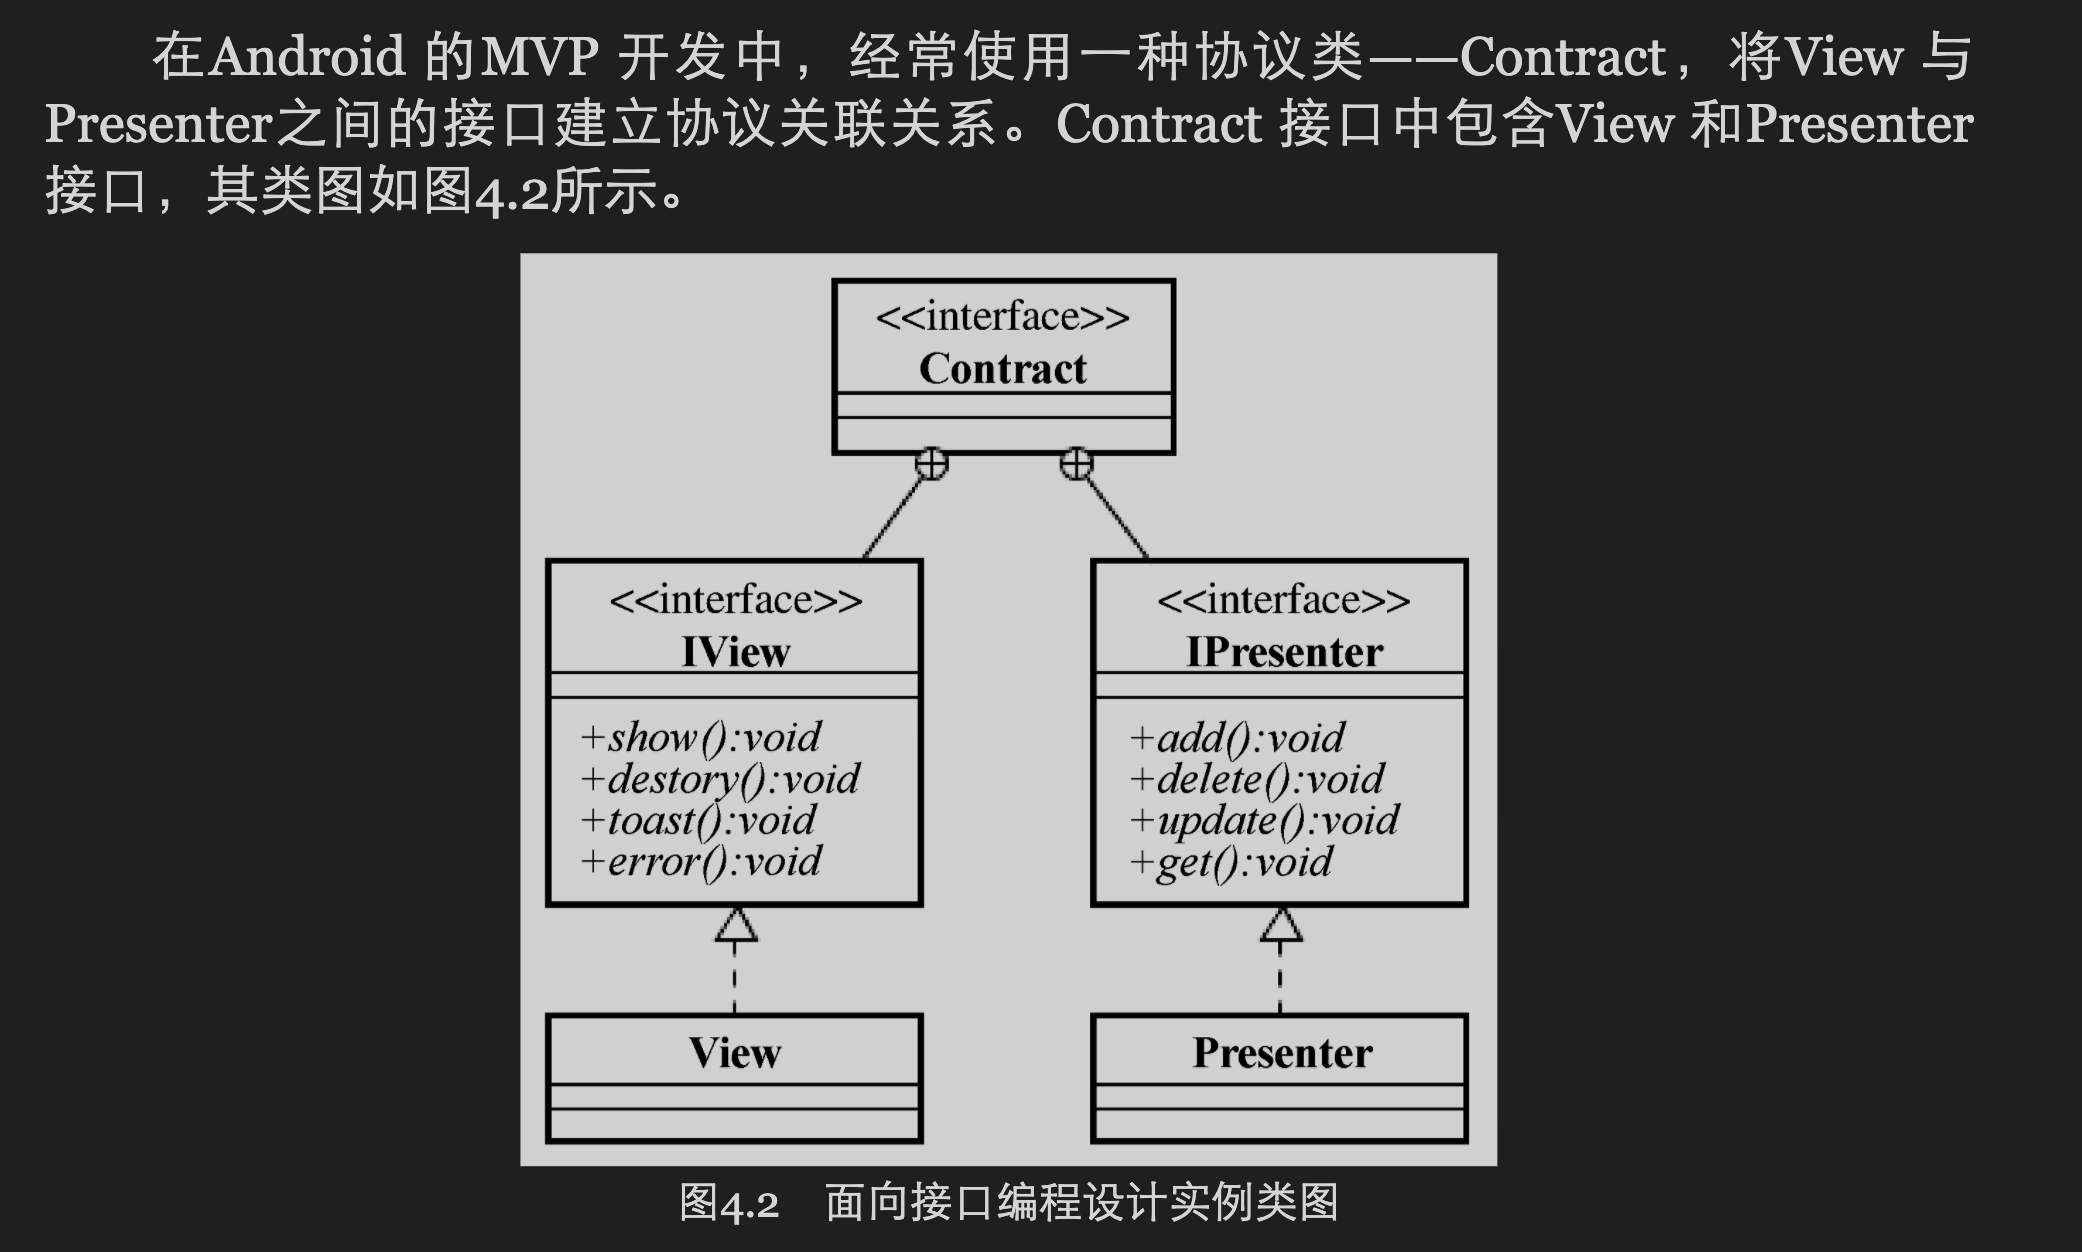 在Android 的MVP 开发中，经常使用一种协议类——Contract，将View 与
Presenter之间的接口建立协议关联关系。Contract 接口中包含View 和Presenter
接口，其类图如图4.2所示。
<<interface>>
Contract
<<interface>>
IView
+show():void
+destory():void
+toast():void
+error():void
<<interface>>
IPresenter
+add():void
+delete():void
+update():void
+get():void
View
Presenter
图4.2　面向接口编程设计实例类图